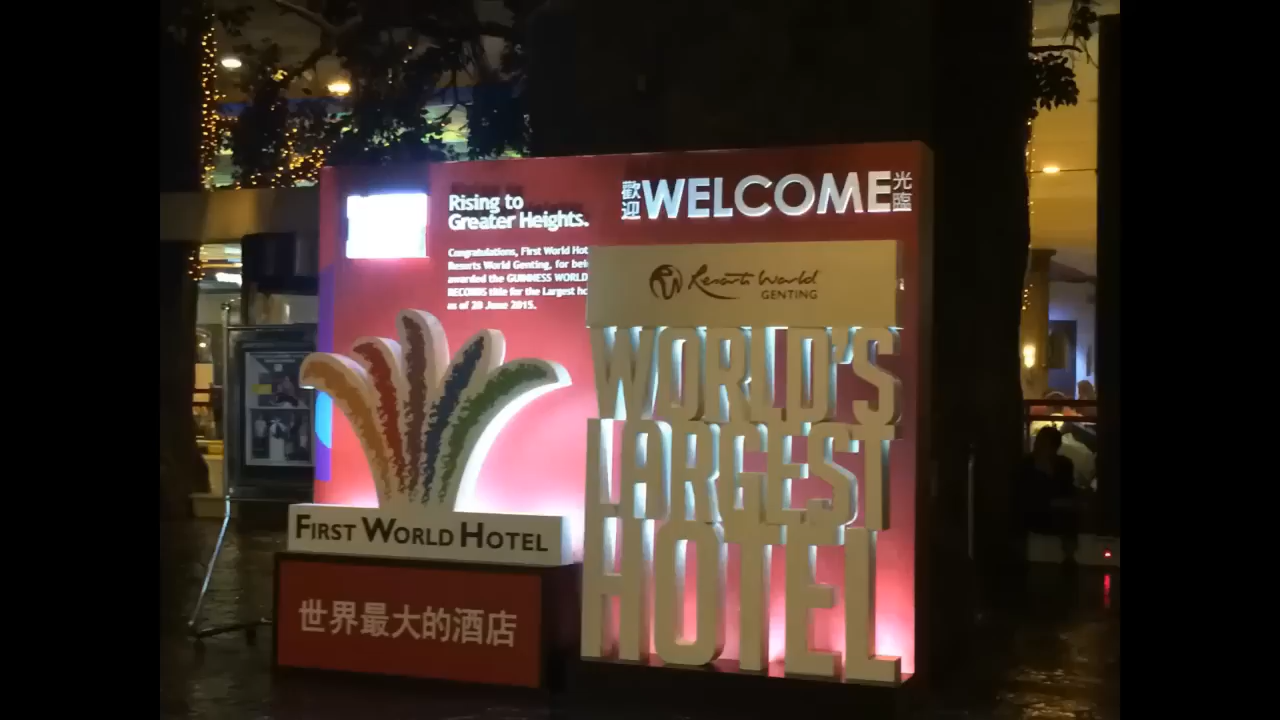 Rising to
Greater Heights.
Congratulations, First World Hot
Resorts World Genting, for bei
awarded the GUINNESS WORLD
RECORDS title for the Largest ho
as of 20 June 2015.
歡迎 WELCOME 光臨
Resorts World
GENTING
WORLD'S
LARGEST
HOTEL
FIRST WORLD HOTEL
世界最大的酒店